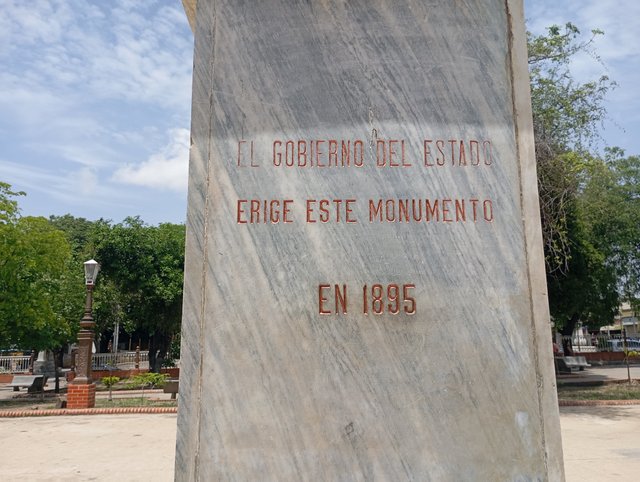 EL GOBIERNO DEL ESTADO
ERIGE ESTE MONUMENTO
EN 1895